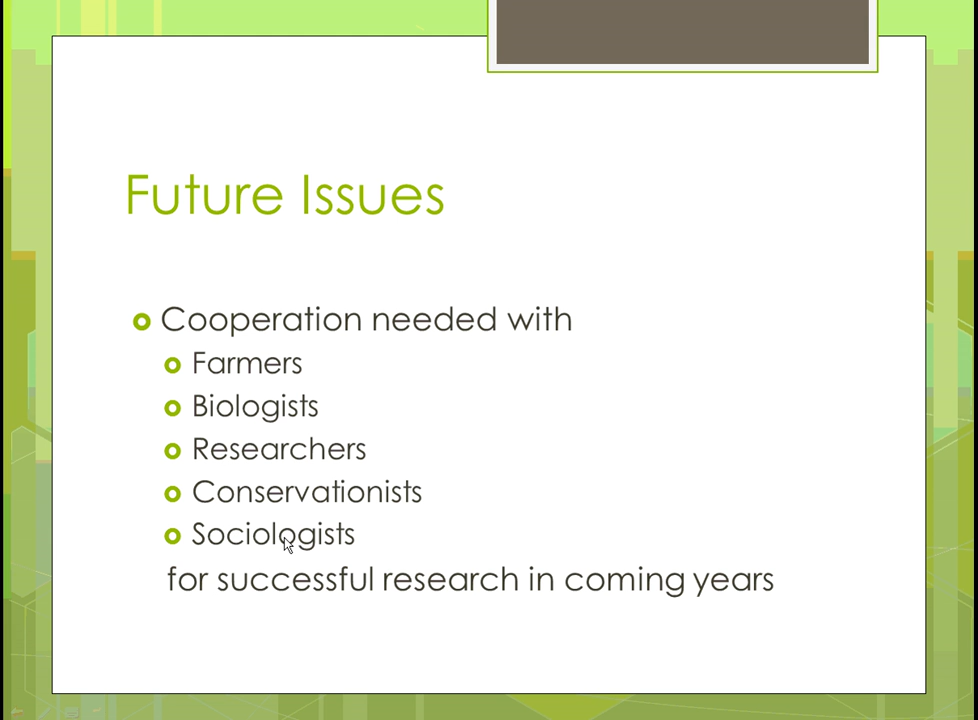 Future Issues
Cooperation needed with
Farmers
Biologists
Researchers
Conservationists
Sociologists
for successful research in coming years